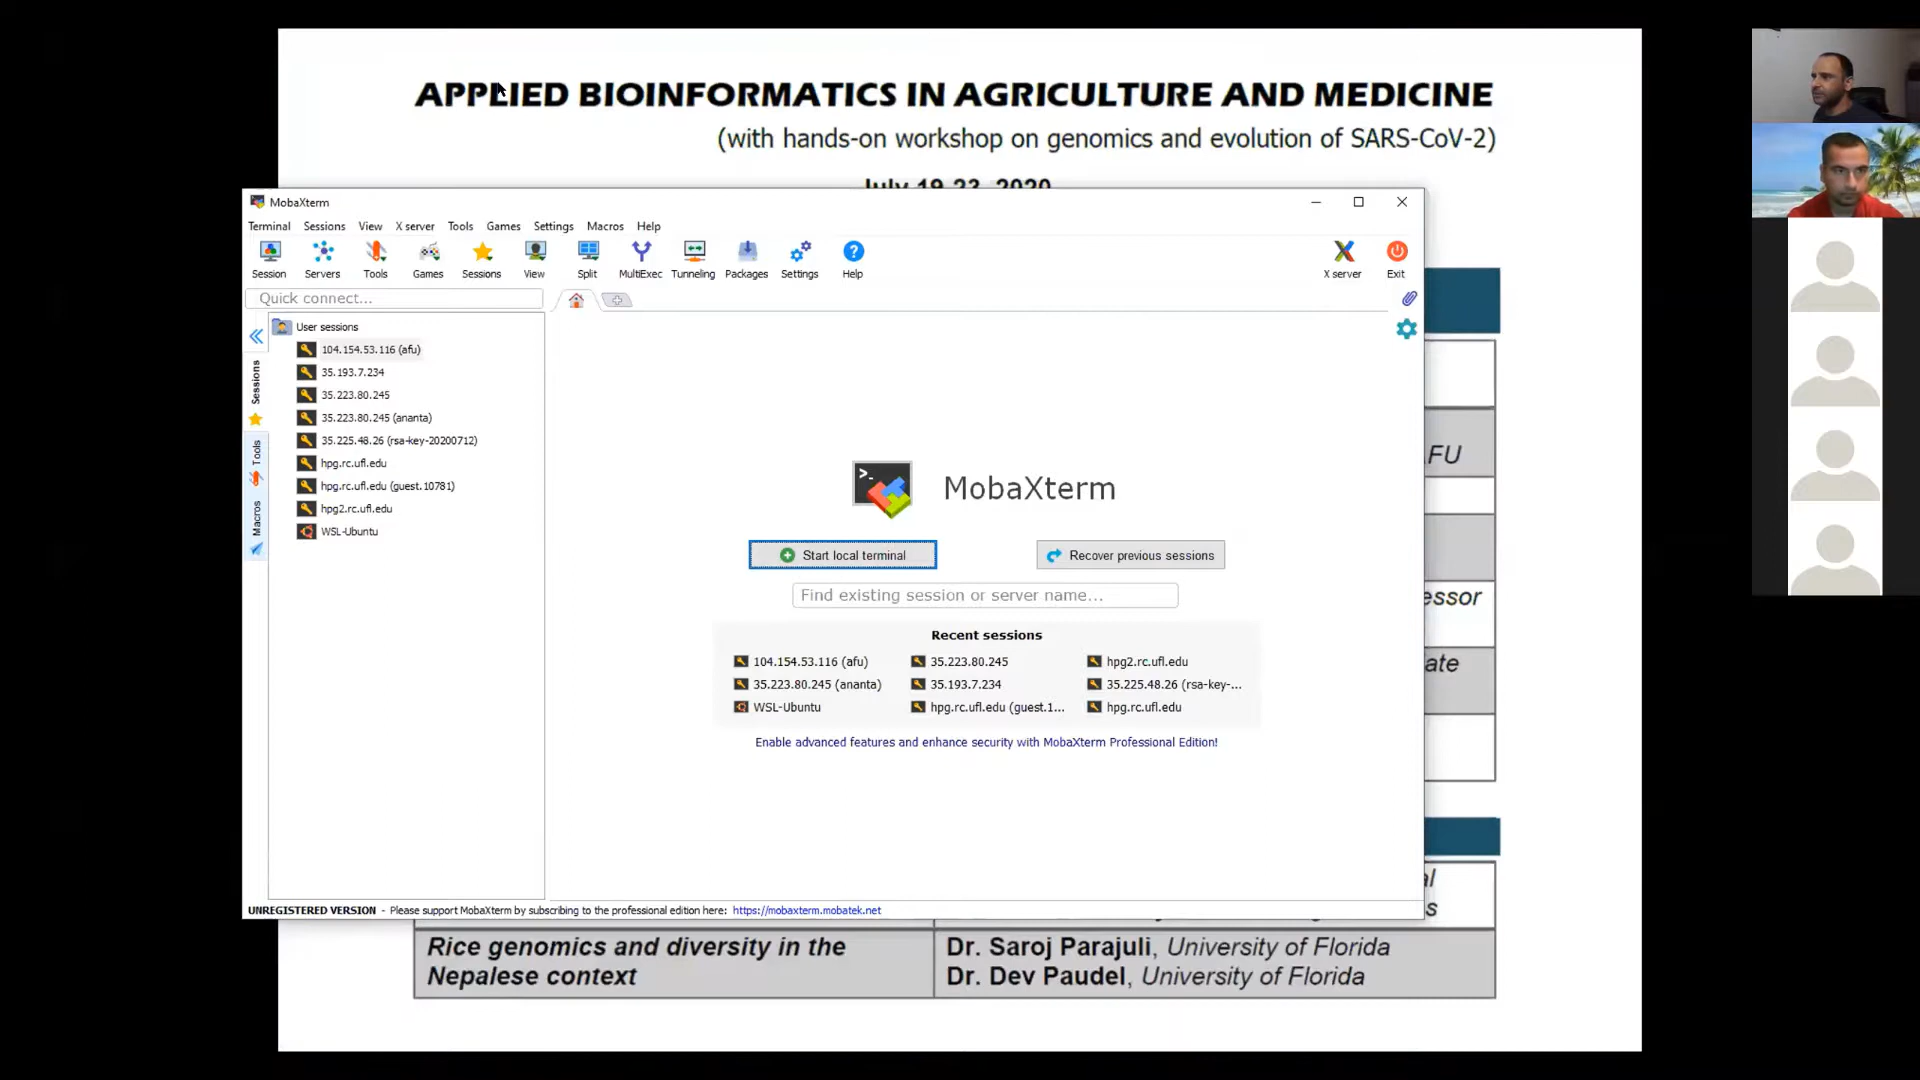 APPLIED BIOINFORMATICS IN AGRICULTURE AND MEDICINE
(with hands-on workshop on genomics and evolution of SARS-CoV-2)
July 19-23, 2020
MobaXterm
Terminal Sessions View X server Tools Games Settings Macros Help
Session Servers Tools Games Sessions View Split MultiExec Tunneling Packages Settings Help X server Exit
Quick connect...
User sessions
104.154.53.116 (afu)
35.193.7.234
35.223.80.245
35.223.80.245 (ananta)
35.225.48.26 (rsa-key-20200712)
hpg.rc.ufl.edu
hpg.rc.ufl.edu (guest.10781)
hpg2.rc.ufl.edu
WSL-Ubuntu
Sessions
Tools
Macros
MobaXterm
Start local terminal
Recover previous sessions
Find existing session or server name...
Recent sessions
104.154.53.116 (afu) 35.223.80.245 hpg2.rc.ufl.edu
35.223.80.245 (ananta) 35.193.7.234 35.225.48.26 (rsa-key-...
WSL-Ubuntu hpg.rc.ufl.edu (guest.1... hpg.rc.ufl.edu
Enable advanced features and enhance security with MobaXterm Professional Edition!
UNREGISTERED VERSION - Please support MobaXterm by subscribing to the professional edition here: https://mobaxterm.mobatek.net
FU
essor
ate
Rice genomics and diversity in the
Nepalese context
Dr. Saroj Parajuli, University of Florida
Dr. Dev Paudel, University of Florida